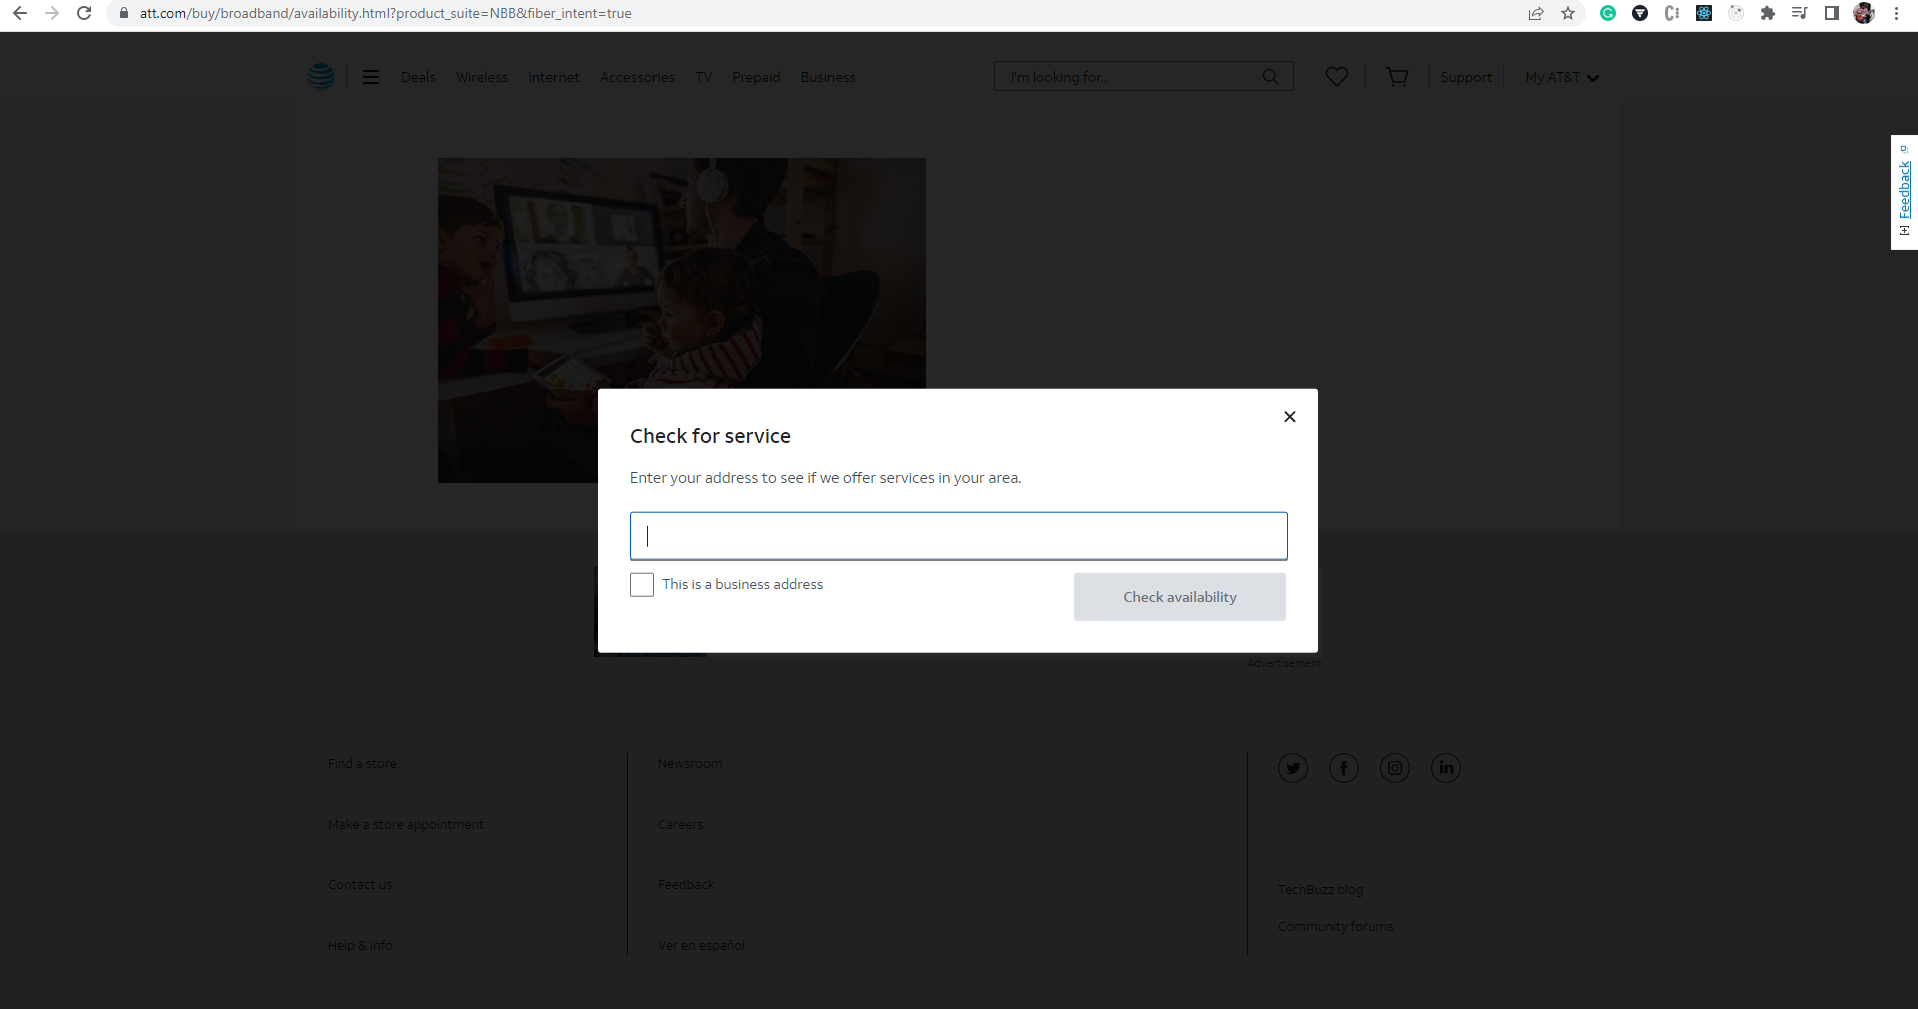 att.com/buy/broadband/availability.html?product_suite=NBB&fiber_intent=true
Deals Wireless Internet Accessories TV Prepaid Business I'm looking for... Support My AT&T
Feedback
Check for service
Enter your address to see if we offer services in your area.
This is a business address
Check availability
Advertisement
Find a store
Make a store appointment
Contact us
Help & info
Newsroom
Careers
Feedback
Ver en español
TechBuzz blog
Community forums